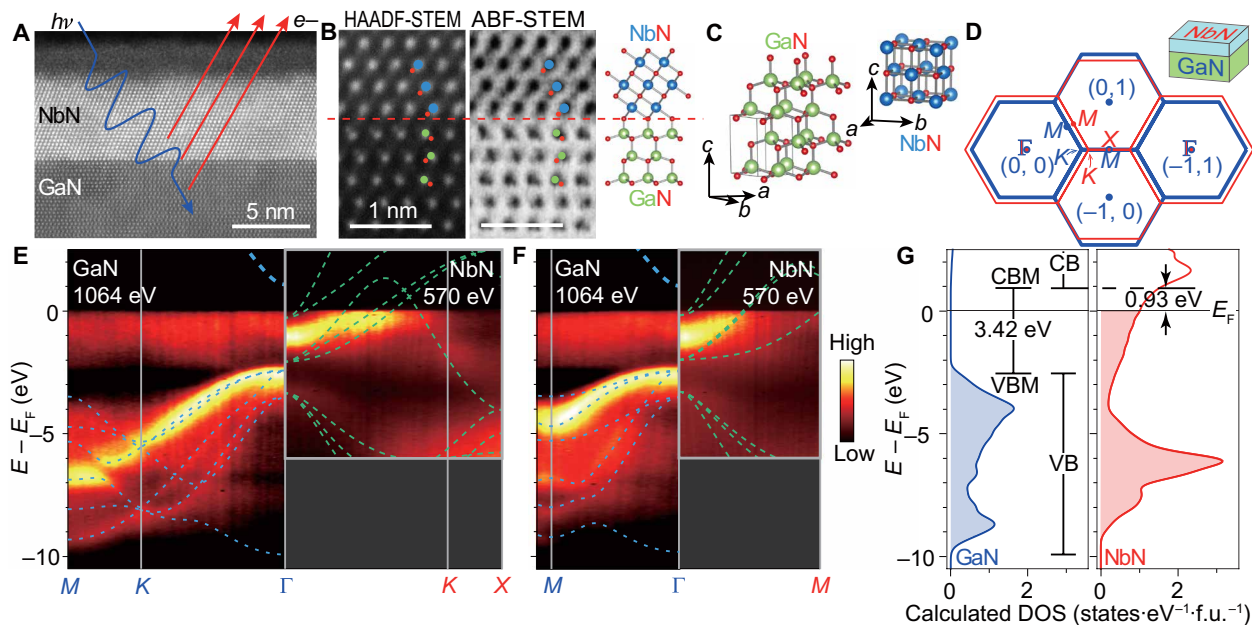 A
hν
e–
NbN
GaN
5 nm
B
HAADF-STEM
ABF-STEM
1 nm
NbN
GaN
C
GaN
c
a
b
c
a
b
NbN
D
NbN
GaN
(0,1)
M
M
X
Γ
K
M
Γ
(0, 0)
K
(−1,1)
(−1, 0)
E
GaN
1064 eV
NbN
570 eV
E − EF (eV)
0
−5
−10
M
K
Γ
K
X
F
GaN
1064 eV
NbN
570 eV
M
Γ
M
High
Low
G
E − EF (eV)
0
−5
−10
CBM
CB
3.42 eV
VBM
VB
0.93 eV
EF
GaN
NbN
0
2
0
2
Calculated DOS (states·eV⁻¹·f.u.⁻¹)